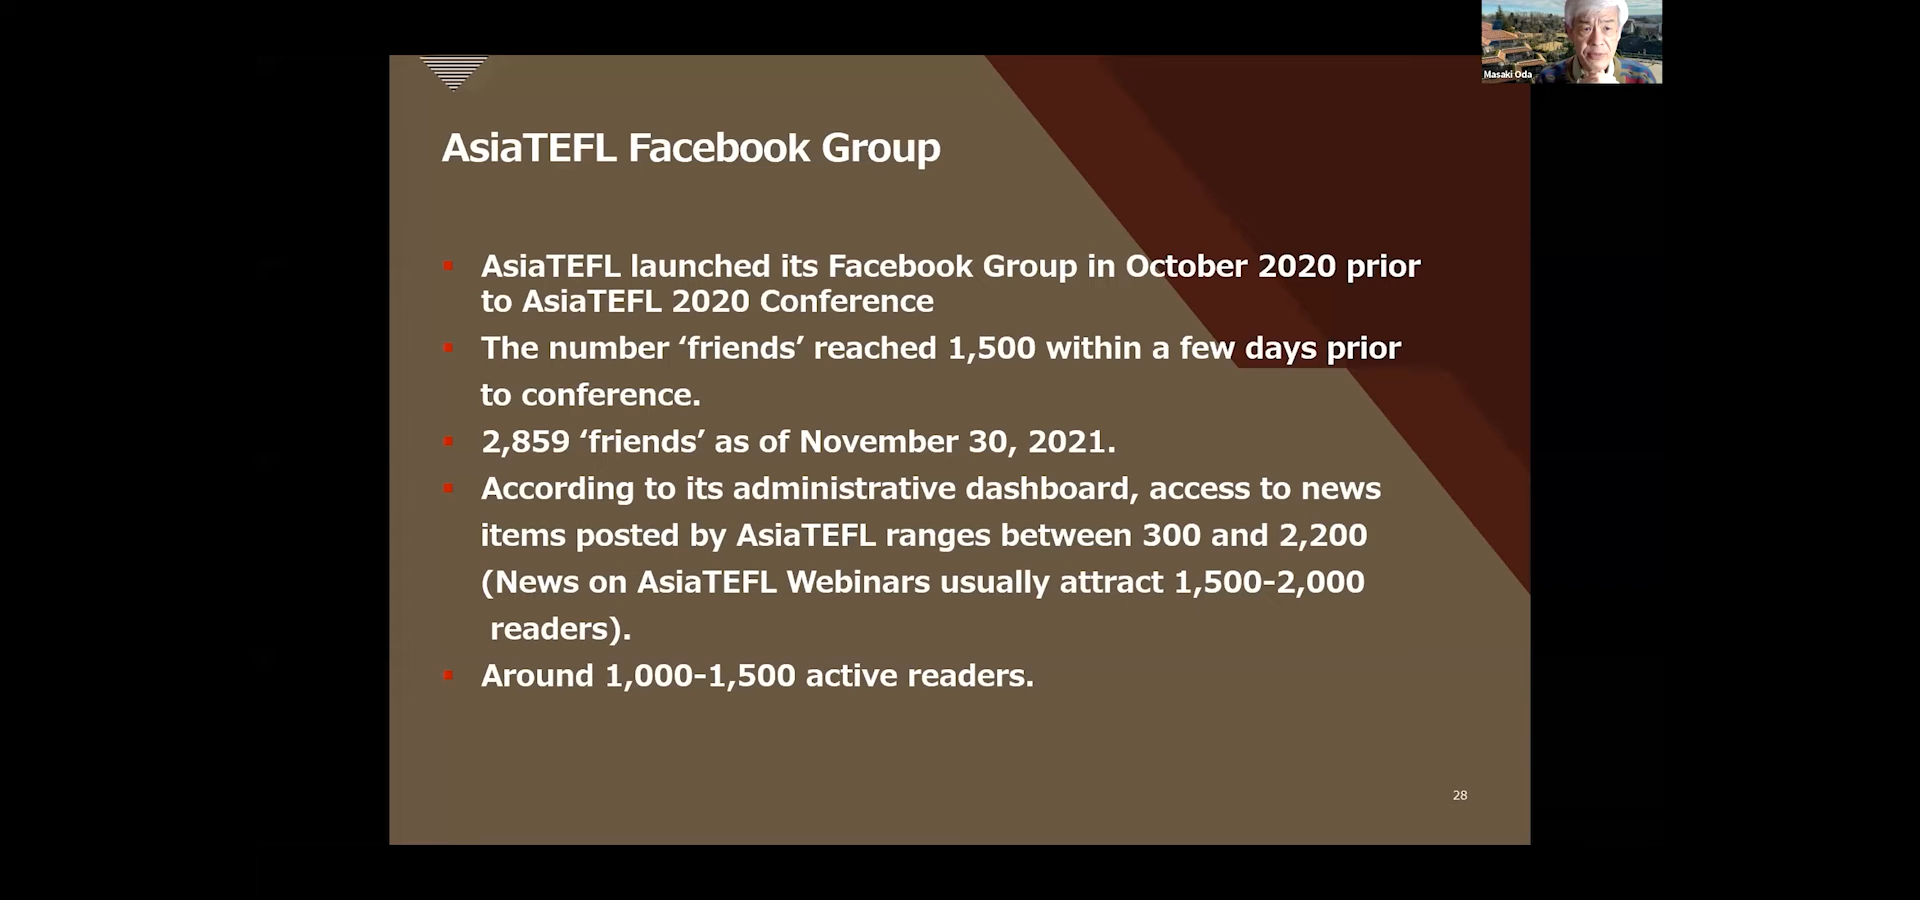 Masaki Oda
AsiaTEFL Facebook Group
▪ AsiaTEFL launched its Facebook Group in October 2020 prior
to AsiaTEFL 2020 Conference
▪ The number ‘friends’ reached 1,500 within a few days prior
to conference.
▪ 2,859 ‘friends’ as of November 30, 2021.
▪ According to its administrative dashboard, access to news
items posted by AsiaTEFL ranges between 300 and 2,200
(News on AsiaTEFL Webinars usually attract 1,500-2,000
readers).
▪ Around 1,000-1,500 active readers.
28